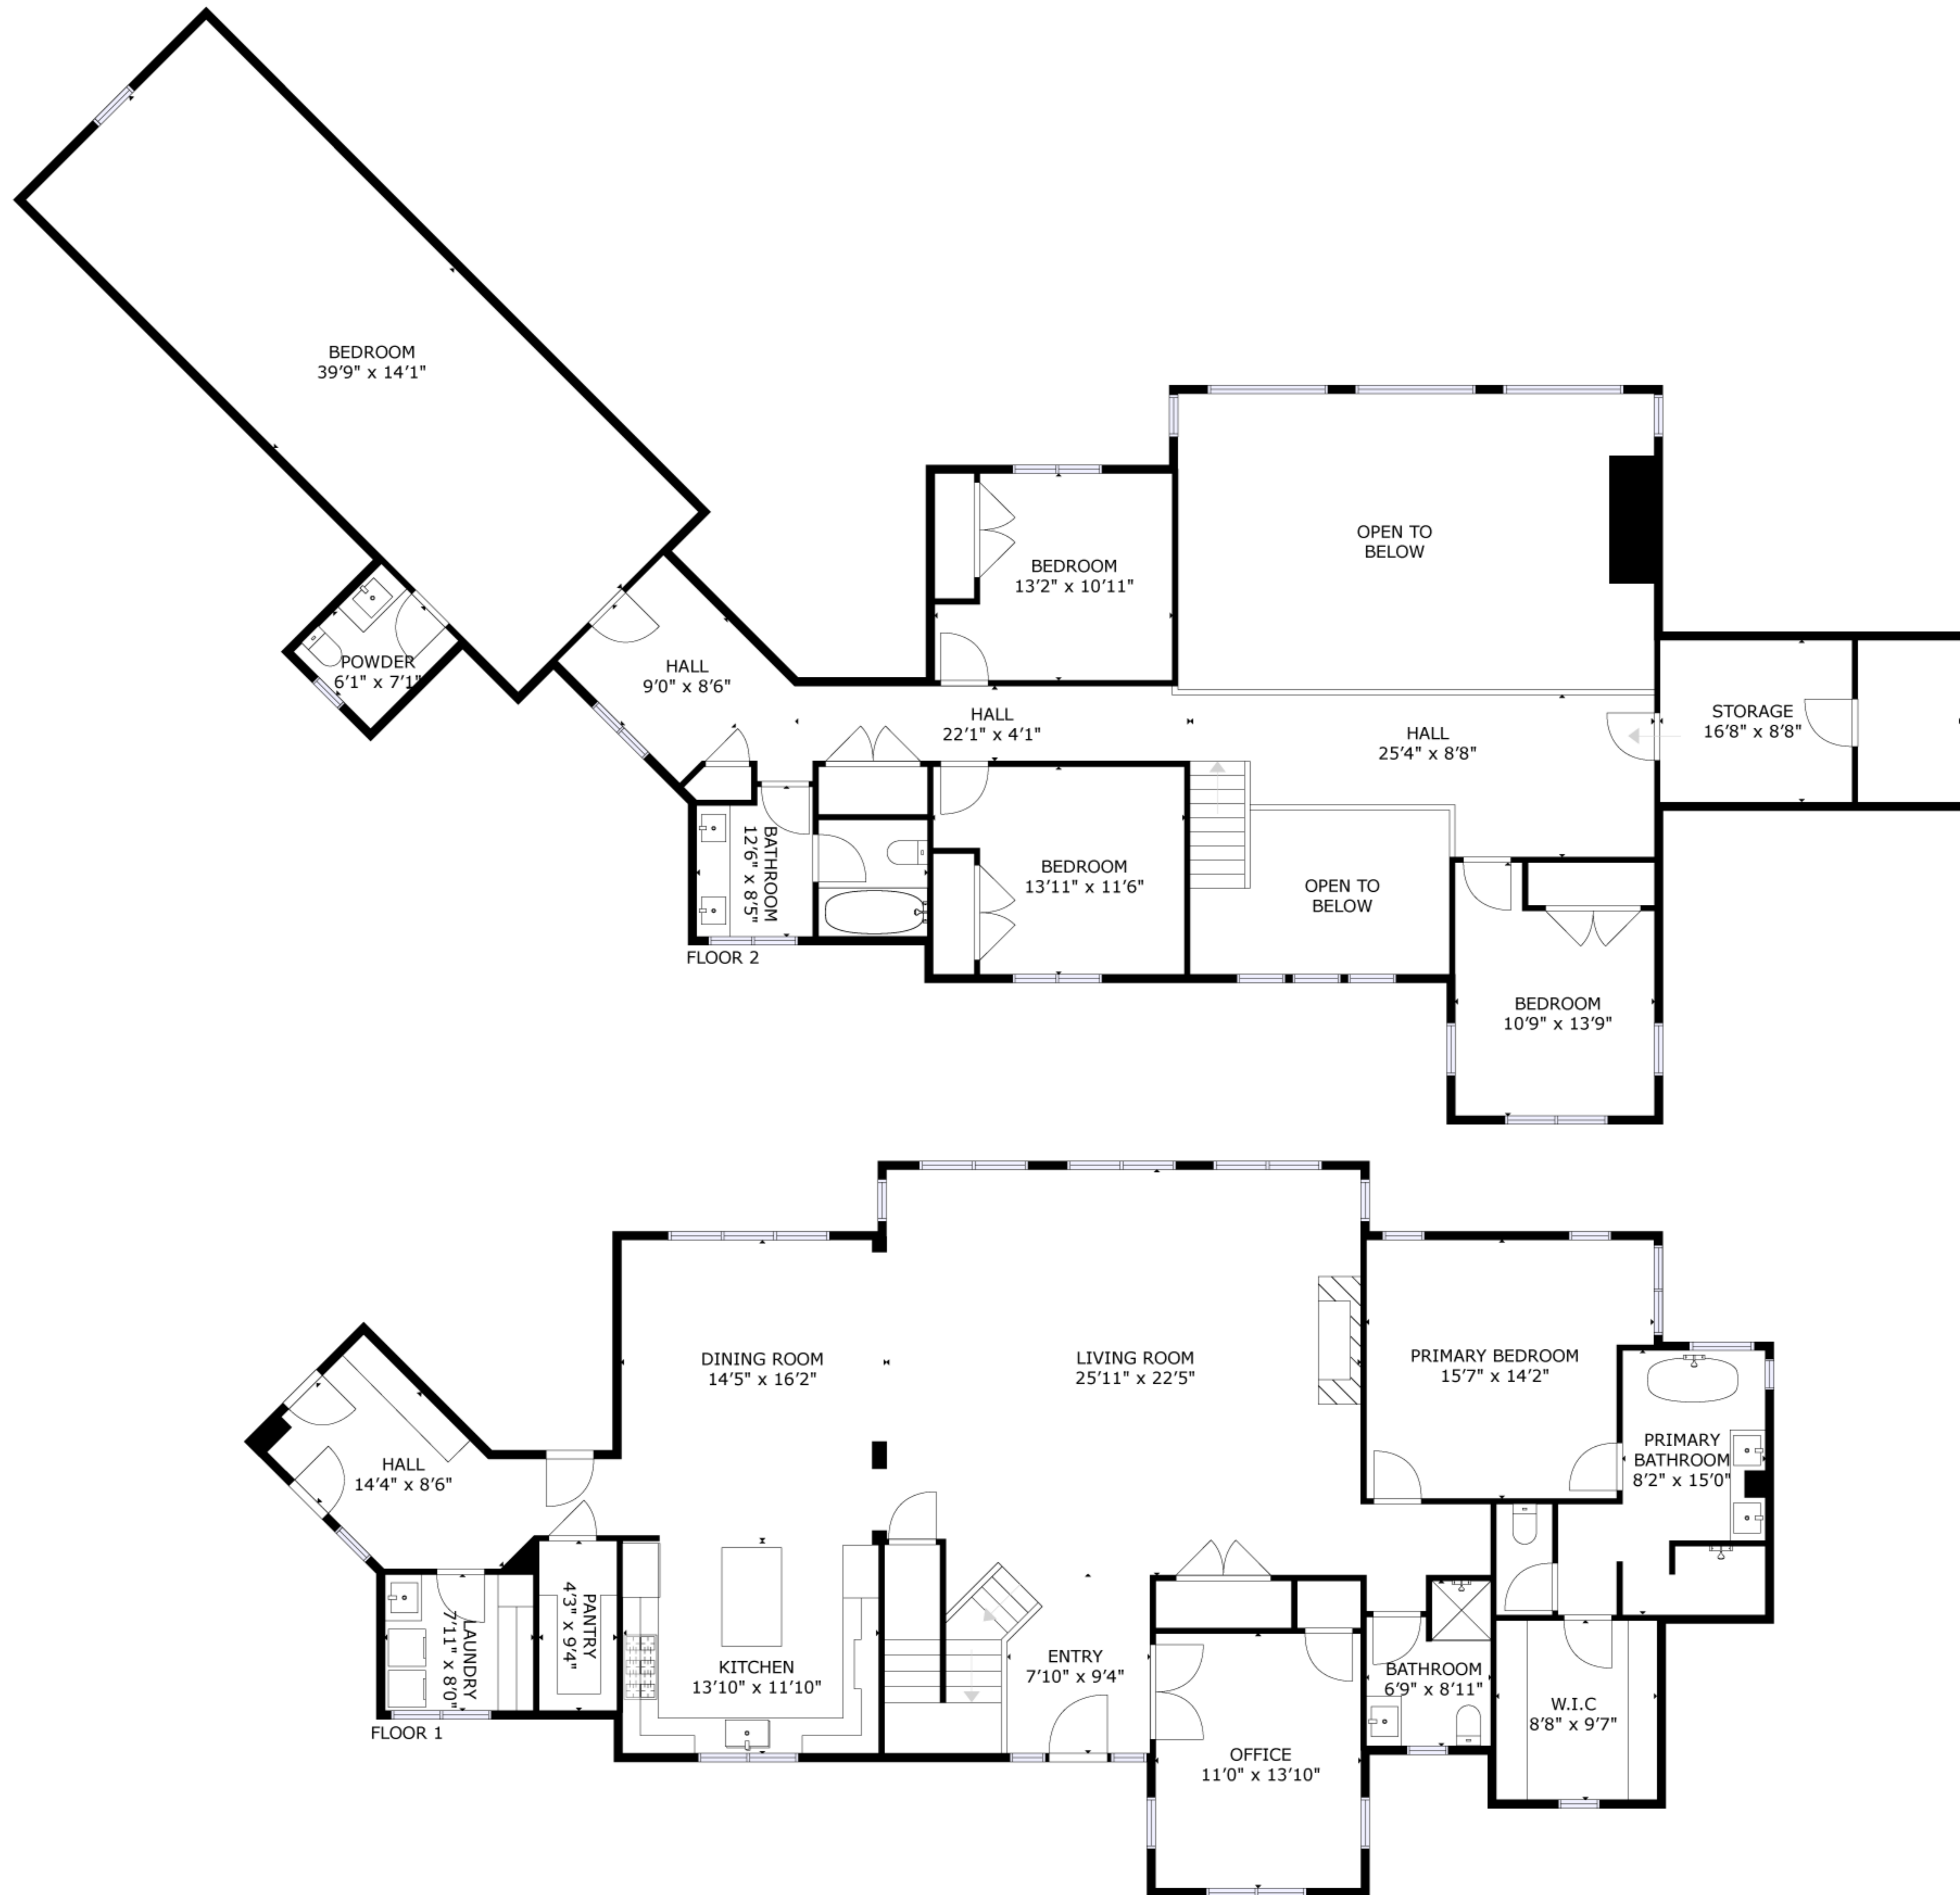 BEDROOM
39'9" x 14'1"
POWDER
6'1" x 7'1"
HALL
9'0" x 8'6"
BEDROOM
13'2" x 10'11"
OPEN TO
BELOW
HALL
22'1" x 4'1"
HALL
25'4" x 8'8"
STORAGE
16'8" x 8'8"
BATHROOM
12'6" x 8'5"
BEDROOM
13'11" x 11'6"
OPEN TO
BELOW
BEDROOM
10'9" x 13'9"
FLOOR 2
DINING ROOM
14'5" x 16'2"
LIVING ROOM
25'11" x 22'5"
PRIMARY BEDROOM
15'7" x 14'2"
PRIMARY
BATHROOM
8'2" x 15'0"
HALL
14'4" x 8'6"
LAUNDRY
7'11" x 8'0"
PANTRY
4'3" x 9'4"
KITCHEN
13'10" x 11'10"
ENTRY
7'10" x 9'4"
BATHROOM
6'9" x 8'11"
W.I.C
8'8" x 9'7"
OFFICE
11'0" x 13'10"
FLOOR 1